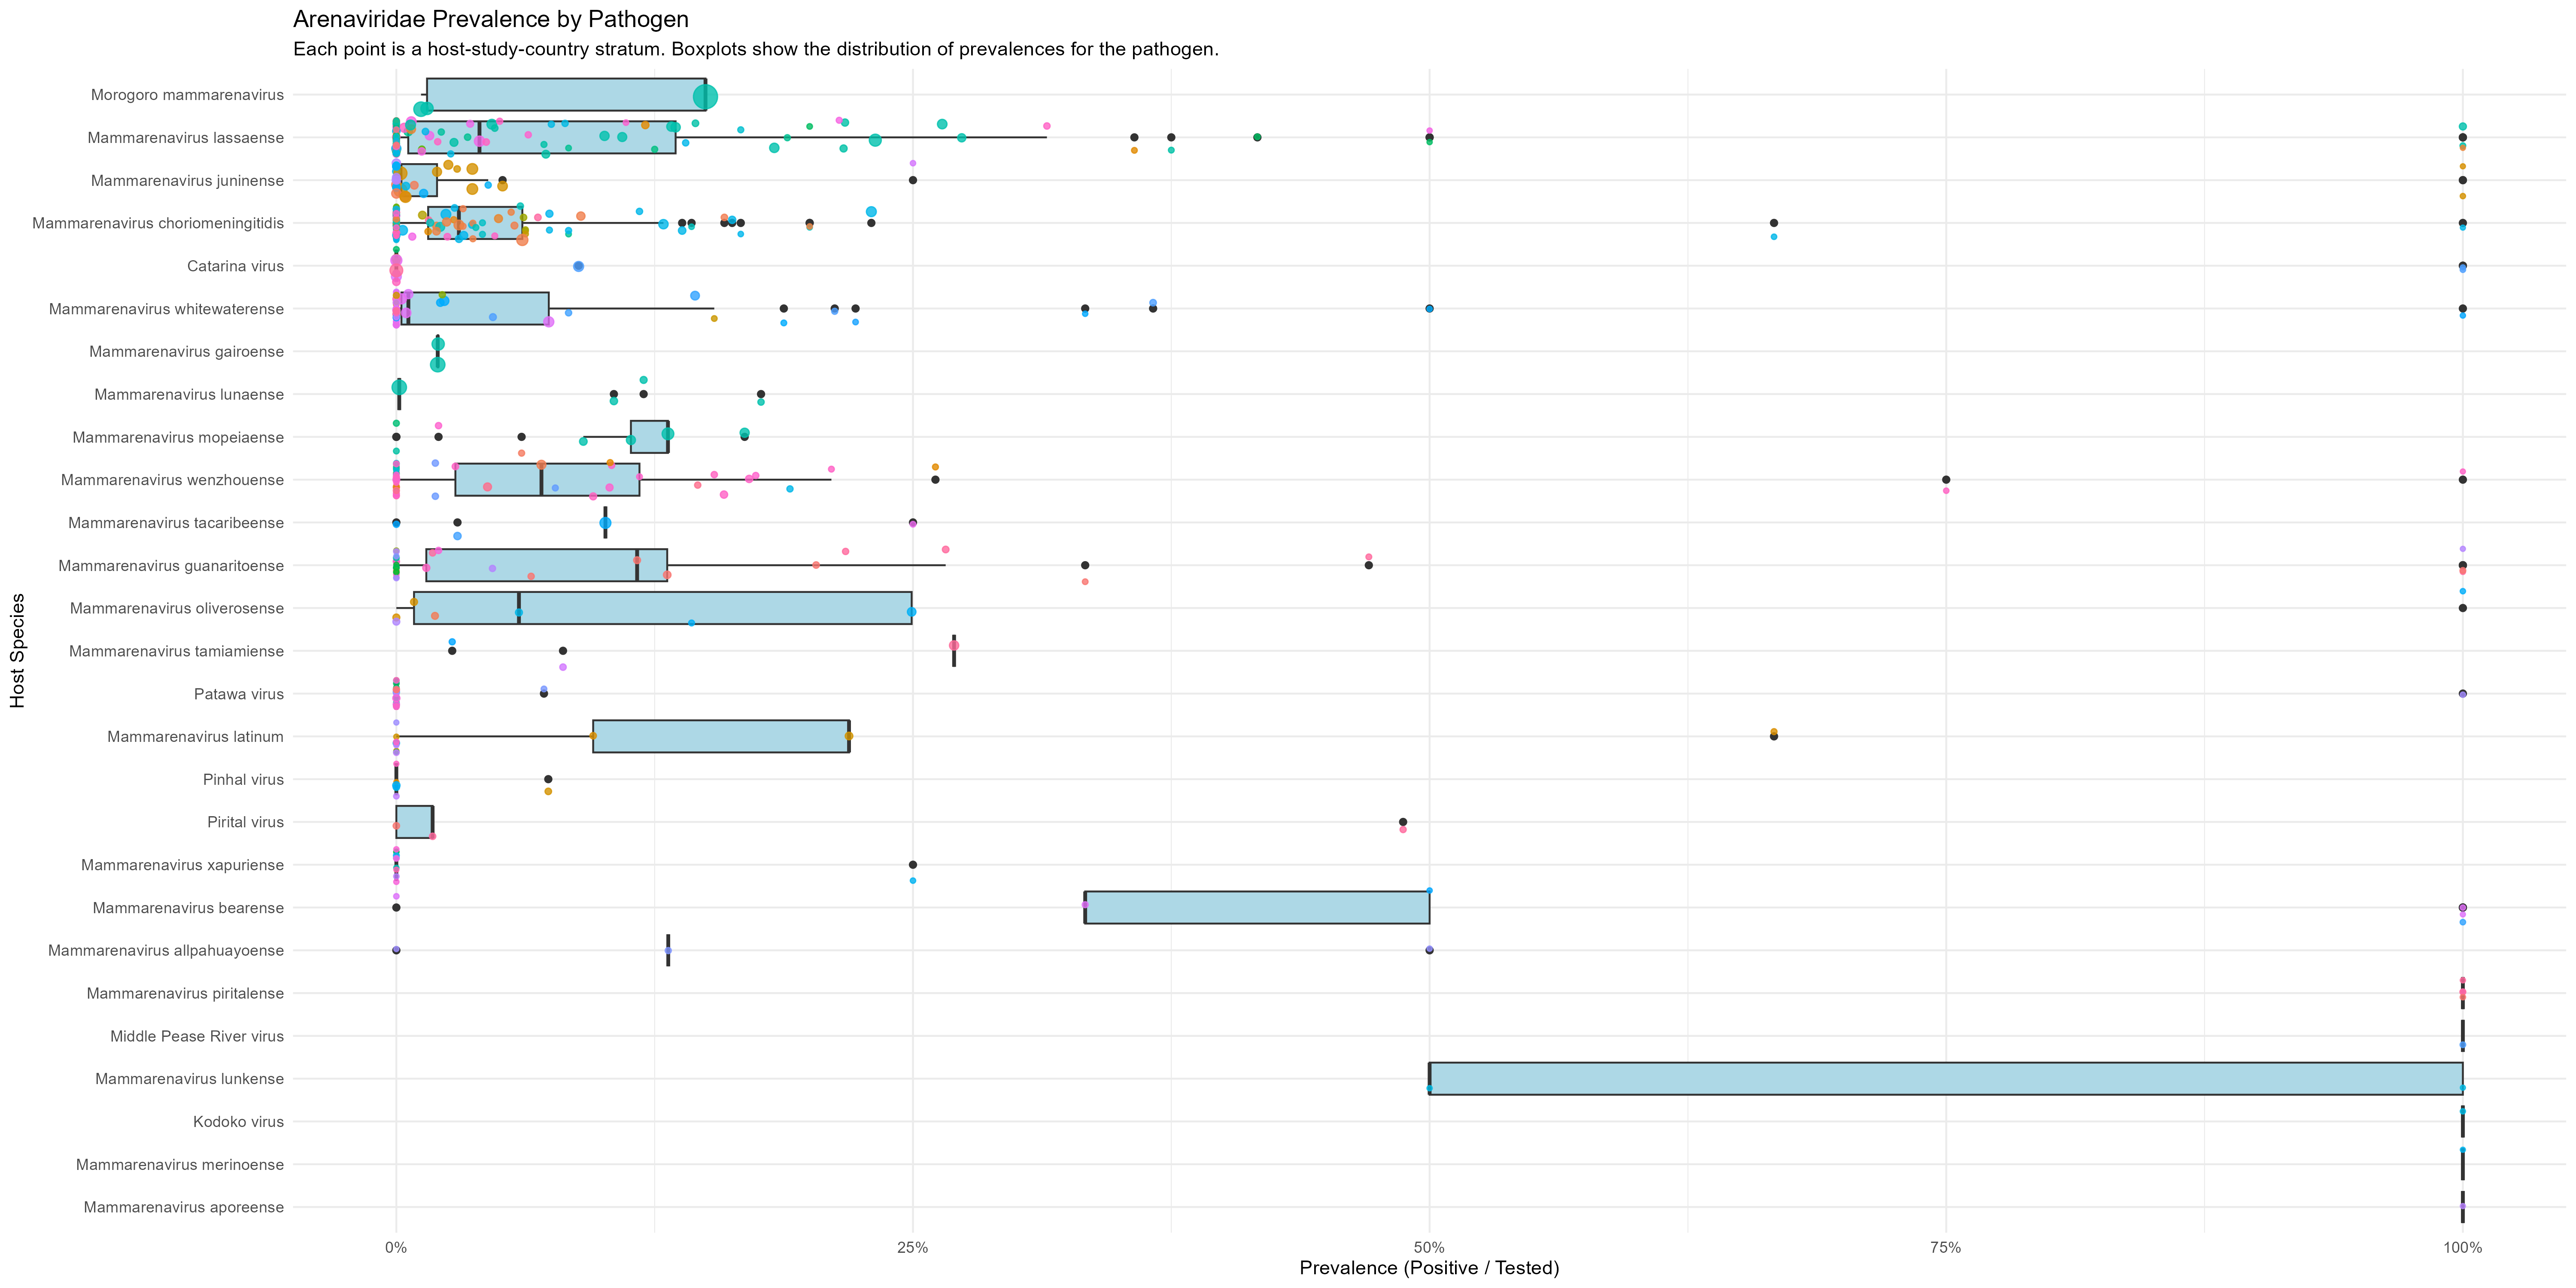 Arenaviridae Prevalence by Pathogen
Each point is a host-study-country stratum. Boxplots show the distribution of prevalences for the pathogen.
Host Species
Morogoro mammarenavirus
Mammarenavirus lassaense
Mammarenavirus juninense
Mammarenavirus choriomeningitidis
Catarina virus
Mammarenavirus whitewaterense
Mammarenavirus gairoense
Mammarenavirus lunaense
Mammarenavirus mopeiaense
Mammarenavirus wenzhouense
Mammarenavirus tacaribeense
Mammarenavirus guanaritoense
Mammarenavirus oliverosense
Mammarenavirus tamiamiense
Patawa virus
Mammarenavirus latinum
Pinhal virus
Pirital virus
Mammarenavirus xapuriense
Mammarenavirus bearense
Mammarenavirus allpahuayoense
Mammarenavirus piritalense
Middle Pease River virus
Mammarenavirus lunkense
Kodoko virus
Mammarenavirus merinoense
Mammarenavirus aporeense
0% 25% 50% 75% 100%
Prevalence (Positive / Tested)